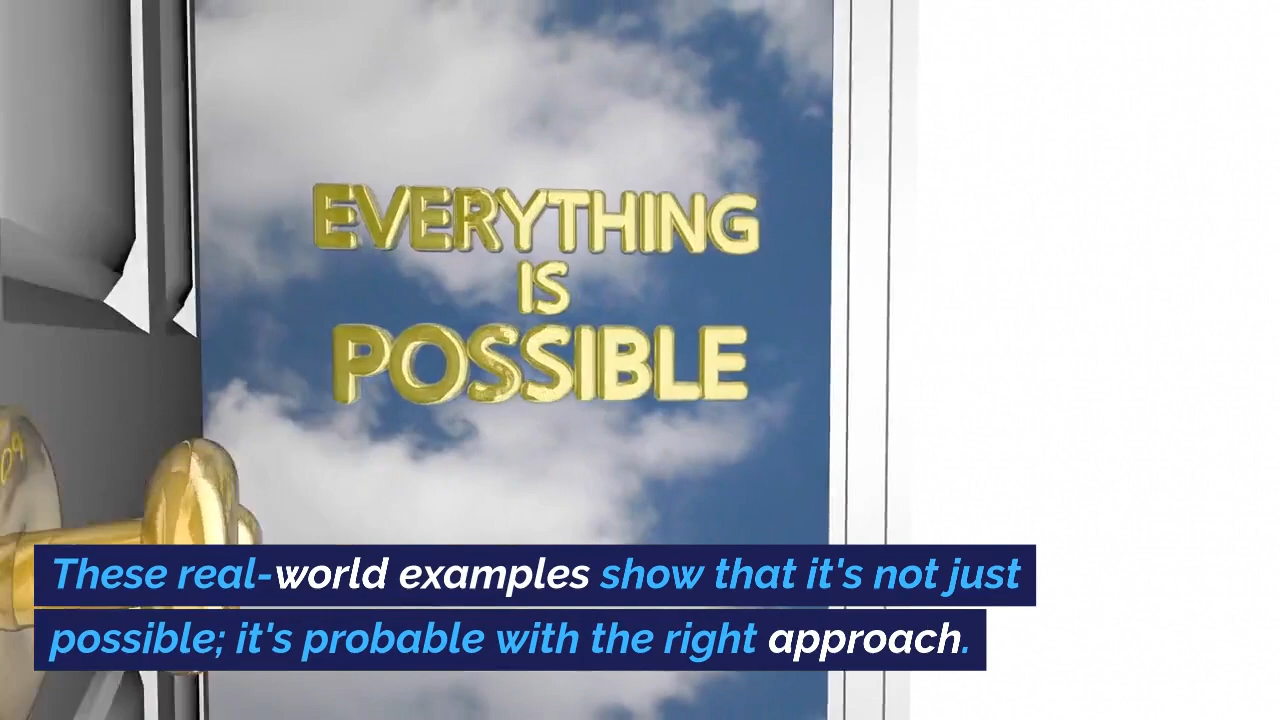 EVERYTHING
IS
POSSIBLE
These real-world examples show that it's not just
possible; it's probable with the right approach.